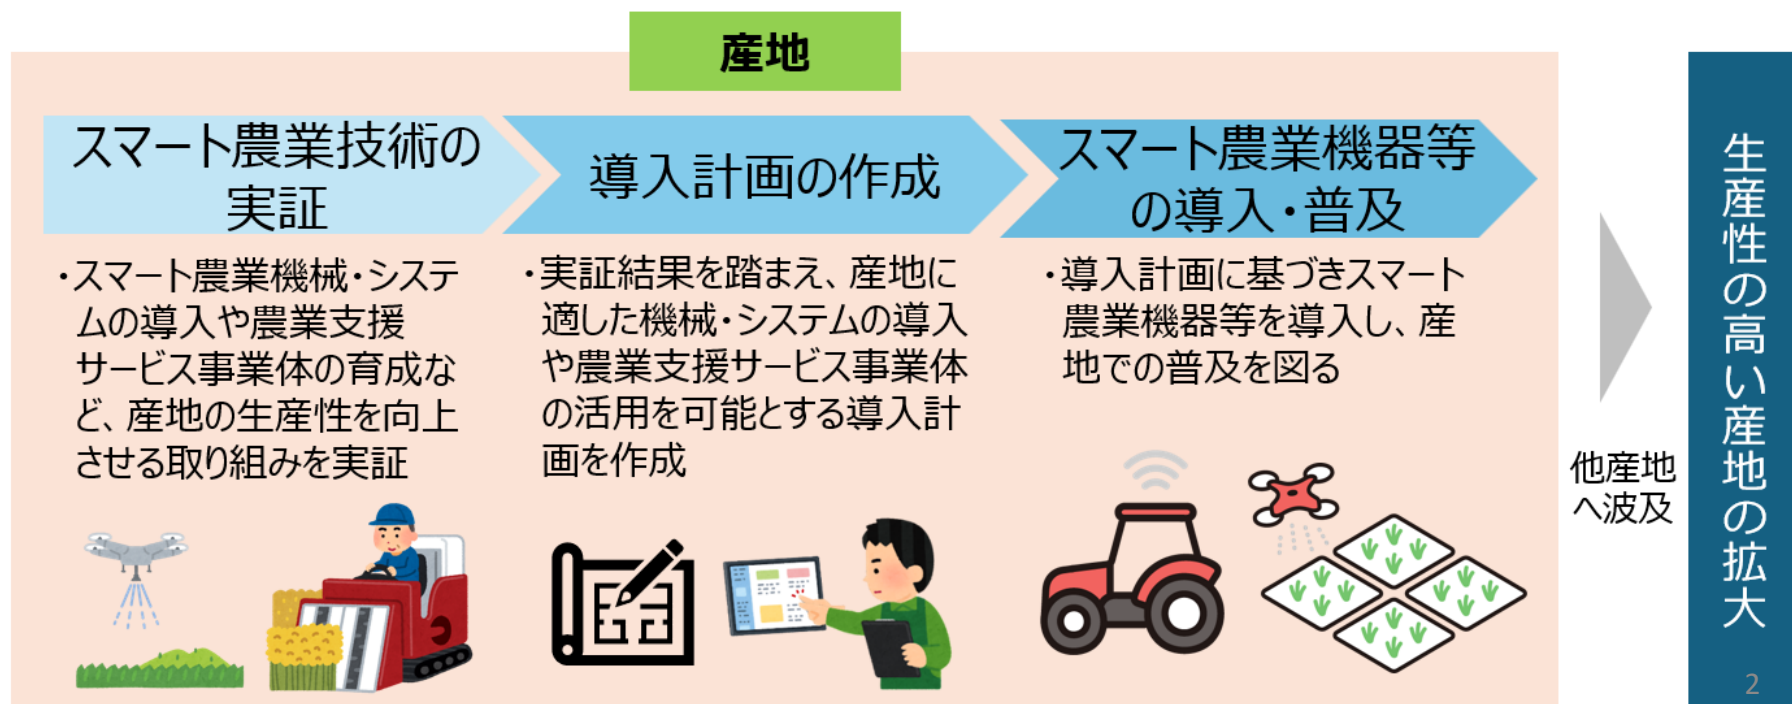 産地
スマート農業技術の
実証
導入計画の作成
スマート農業機器等
の導入・普及
・スマート農業機械・システ
ムの導入や農業支援
サービス事業体の育成な
ど、産地の生産性を向上
させる取り組みを実証
・実証結果を踏まえ、産地に
適した機械・システムの導入
や農業支援サービス事業体
の活用を可能とする導入計
画を作成
・導入計画に基づきスマート
農業機器等を導入し、産
地での普及を図る
他産地
へ波及
生産性の高い産地の拡大
2